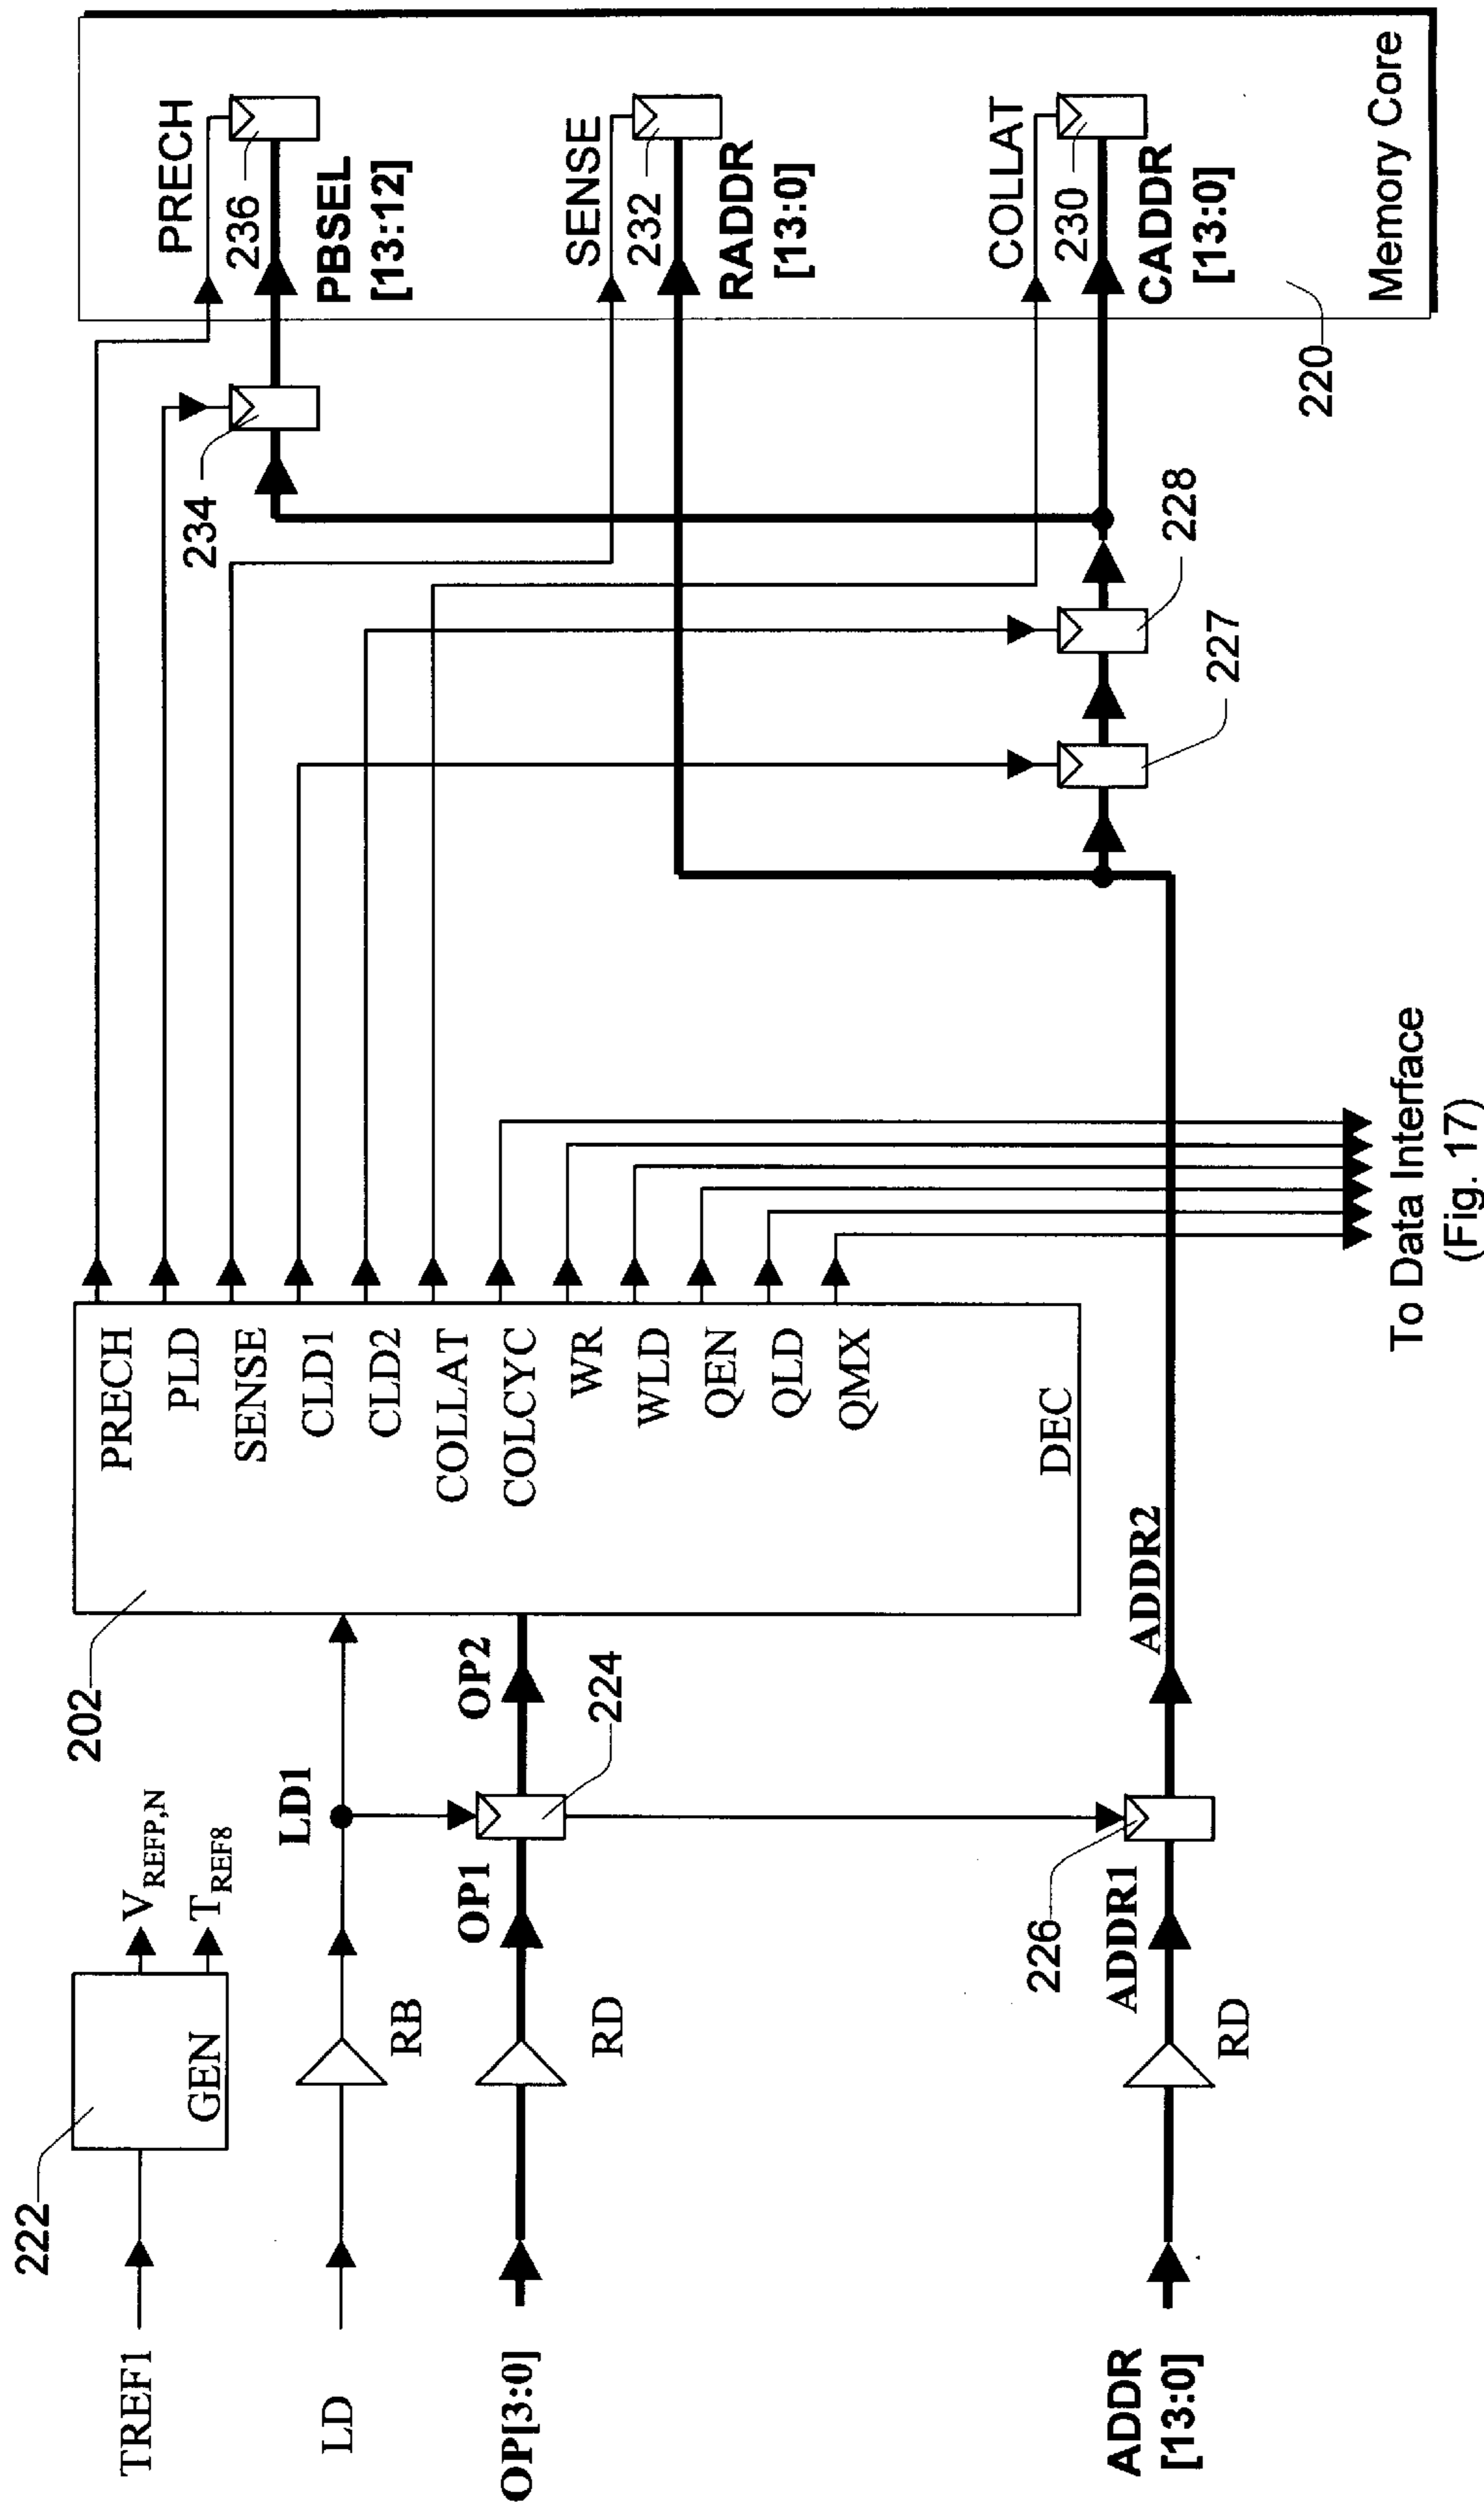 222
TREF1
GEN
VREFP,N
TREF8
LD
RB
LD1
OP[3:0]
RD
OP1
OP2
224
ADDR
[13:0]
RD
ADDR1
226
ADDR2
202
PRECH
PLD
SENSE
CLD1
CLD2
COLLAT
COLCYC
WR
WLD
QEN
QLD
QMX
DEC
To Data Interface
(Fig. 17)
227
228
234
PRECH
236
PBSEL
[13:12]
SENSE
232
RADDR
[13:0]
COLLAT
230
CADDR
[13:0]
220
Memory Core